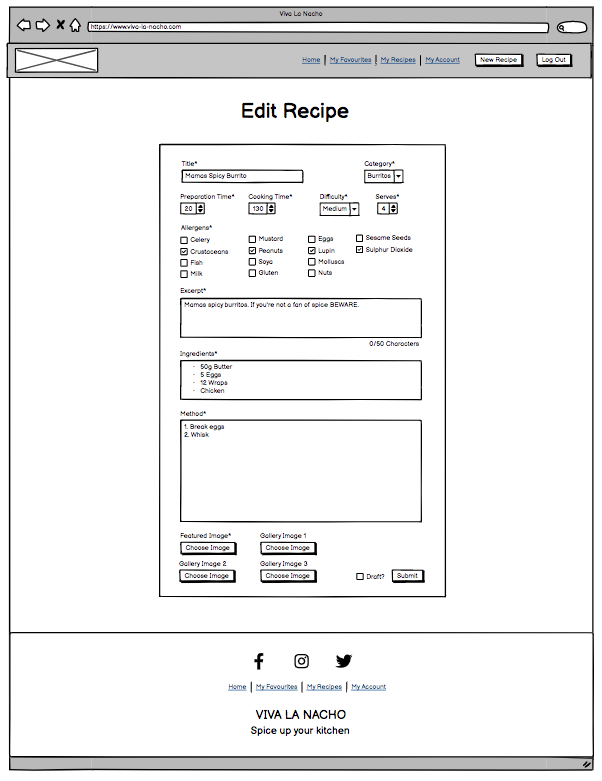 Viva La Nacho
https://www.viva-la-nacho.com
Home My Favourites My Recipes My Account New Recipe Log Out
Edit Recipe
Title* Category*
Mamas Spicy Burrito Burritos
Preparation Time* Cooking Time* Difficulty* Serves*
20 130 Medium 4
Allergens*
Celery Mustard Eggs Sesame Seeds
Crustaceans Peanuts Lupin Sulphur Dioxide
Fish Soya Molluscs
Milk Gluten Nuts
Excerpt*
Mamas spicy burritos. If you're not a fan of spice BEWARE.
0/50 Characters
Ingredients*
50g Butter
5 Eggs
12 Wraps
Chicken
Method*
1. Break eggs
2. Whisk
Featured Image* Gallery Image 1
Choose Image Choose Image
Gallery Image 2 Gallery Image 3
Choose Image Choose Image Draft? Submit
Home My Favourites My Recipes My Account
VIVA LA NACHO
Spice up your kitchen